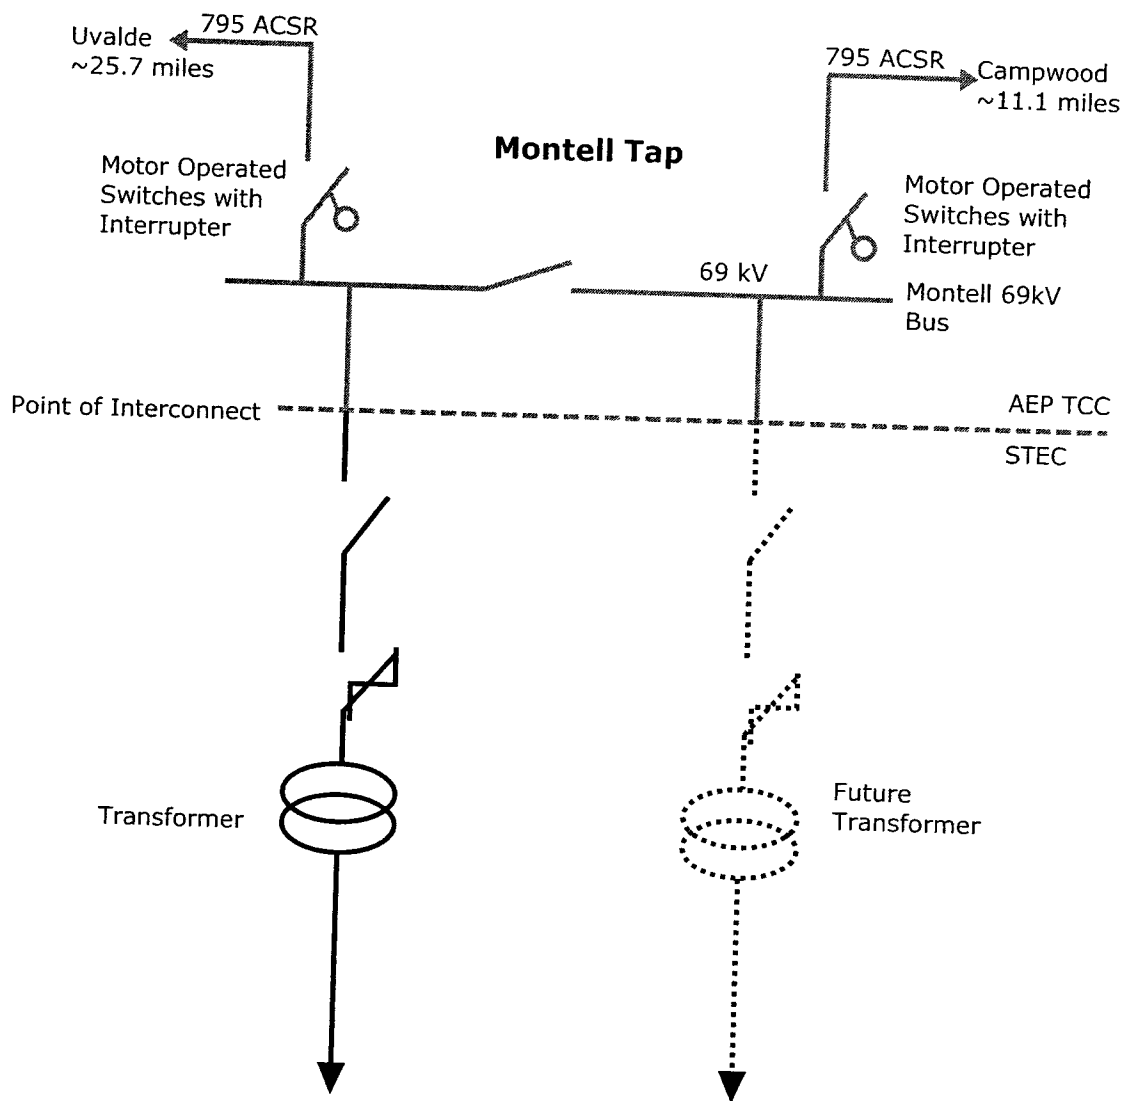 Uvalde
~25.7 miles
795 ACSR
795 ACSR
Campwood
~11.1 miles
Montell Tap
Motor Operated
Switches with
Interrupter
Motor Operated
Switches with
Interrupter
69 kV
Montell 69kV
Bus
Point of Interconnect
AEP TCC
STEC
Transformer
Future
Transformer